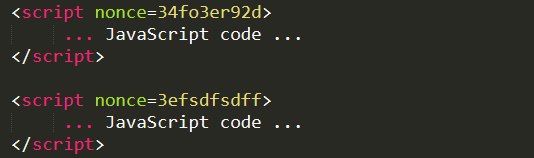 <script nonce=34fo3er92d>
... JavaScript code ...
</script>
<script nonce=3efsdfsdff>
... JavaScript code ...
</script>